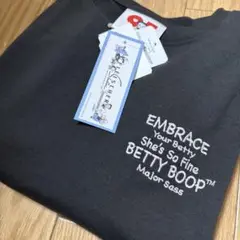 EMBRACE
Your Betty
She's So Fine
BETTY BOOP™
Major Sass